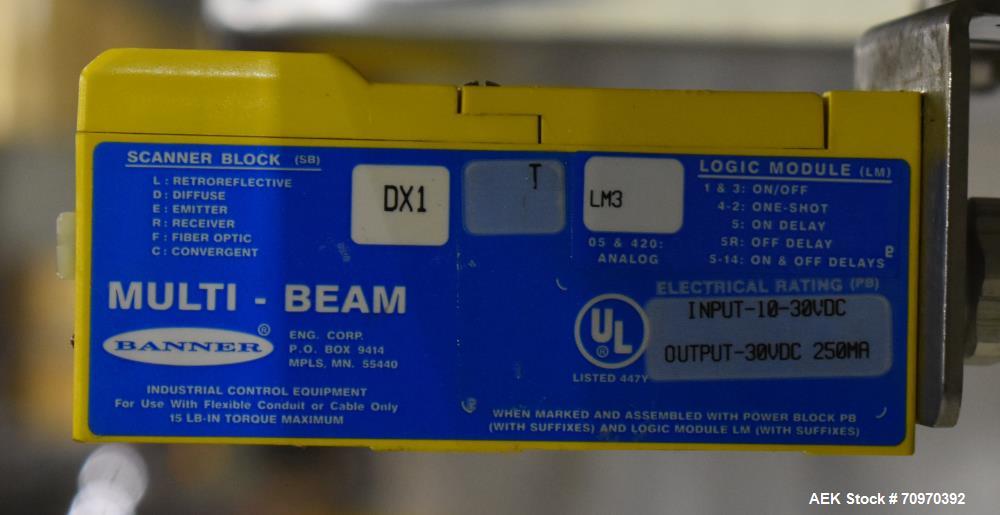 SCANNER BLOCK (SB)
L : RETROREFLECTIVE
D : DIFFUSE
E : EMITTER
R : RECEIVER
F : FIBER OPTIC
C : CONVERGENT
DX1
T
LM3
05 & 420:
ANALOG
LOGIC MODULE (LM)
1 & 3: ON/OFF
4-2: ONE-SHOT
5: ON DELAY
5R: OFF DELAY
5-14: ON & OFF DELAYS
MULTI - BEAM
BANNER®
ENG. CORP.
P.O. BOX 9414
MPLS, MN. 55440
INDUSTRIAL CONTROL EQUIPMENT
For Use With Flexible Conduit or Cable Only
15 LB-IN TORQUE MAXIMUM
UL®
LISTED 447Y
ELECTRICAL RATING (PB)
INPUT-10-30VDC
OUTPUT-30VDC 250MA
WHEN MARKED AND ASSEMBLED WITH POWER BLOCK PB
(WITH SUFFIXES) AND LOGIC MODULE LM (WITH SUFFIXES)
AEK Stock # 70970392